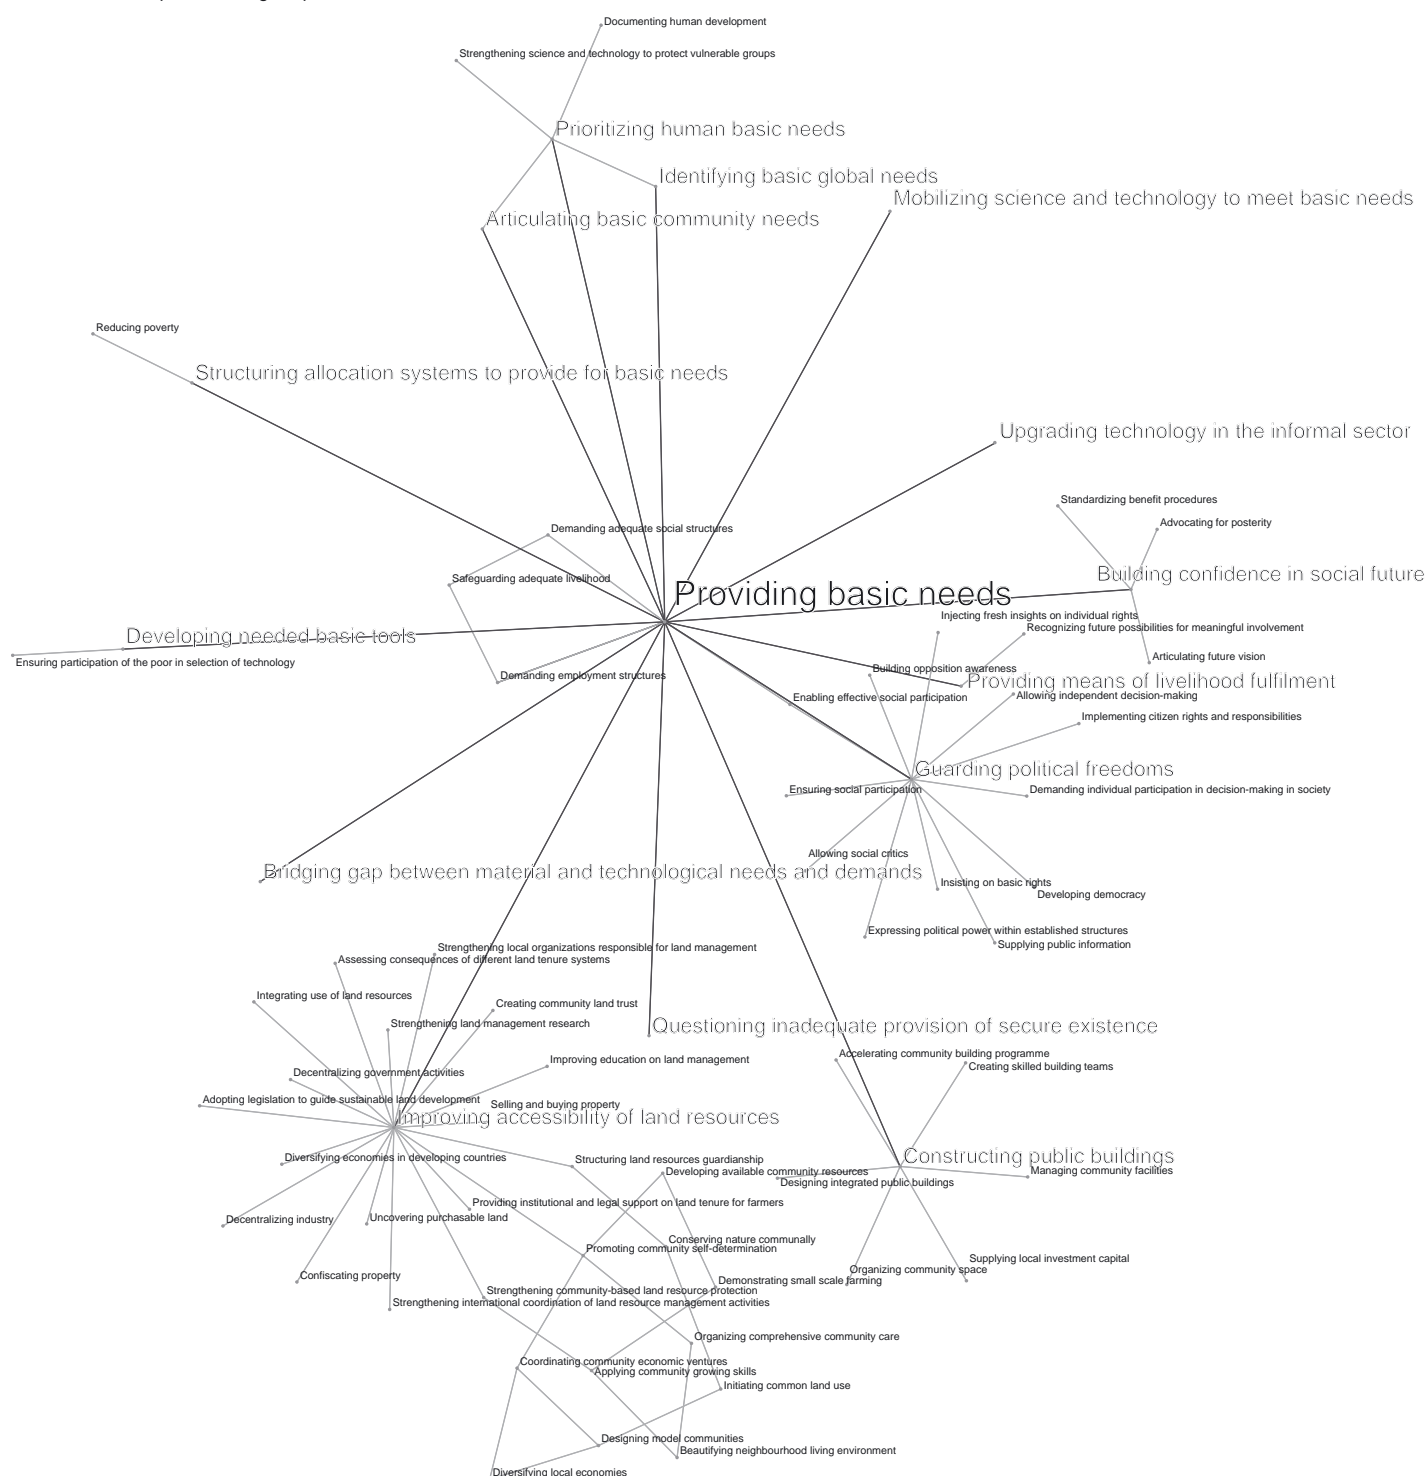 Documenting human development
Strengthening science and technology to protect vulnerable groups
Prioritizing human basic needs
Identifying basic global needs
Mobilizing science and technology to meet basic needs
Articulating basic community needs
Reducing poverty
Structuring allocation systems to provide for basic needs
Upgrading technology in the informal sector
Standardizing benefit procedures
Advocating for posterity
Demanding adequate social structures
Building confidence in social future
Safeguarding adequate livelihood
Providing basic needs
Injecting fresh insights on individual rights
Recognizing future possibilities for meaningful involvement
Developing needed basic tools
Articulating future vision
Ensuring participation of the poor in selection of technology
Building opposition awareness
Demanding employment structures
Providing means of livelihood fulfilment
Enabling effective social participation
Allowing independent decision-making
Implementing citizen rights and responsibilities
Guarding political freedoms
Ensuring social participation
Demanding individual participation in decision-making in society
Allowing social critics
Bridging gap between material and technological needs and demands
Insisting on basic rights
Developing democracy
Expressing political power within established structures
Supplying public information
Strengthening local organizations responsible for land management
Assessing consequences of different land tenure systems
Integrating use of land resources
Creating community land trust
Strengthening land management research
Questioning inadequate provision of secure existence
Accelerating community building programme
Improving education on land management
Creating skilled building teams
Decentralizing government activities
Adopting legislation to guide sustainable land development
Selling and buying property
Improving accessibility of land resources
Diversifying economies in developing countries
Structuring land resources guardianship
Constructing public buildings
Developing available community resources
Managing community facilities
Designing integrated public buildings
Providing institutional and legal support on land tenure for farmers
Decentralizing industry
Uncovering purchasable land
Conserving nature communally
Promoting community self-determination
Supplying local investment capital
Organizing community space
Confiscating property
Demonstrating small scale farming
Strengthening community-based land resource protection
Strengthening international coordination of land resource management activities
Organizing comprehensive community care
Coordinating community economic ventures
Applying community growing skills
Initiating common land use
Designing model communities
Beautifying neighbourhood living environment
Diversifying local economies